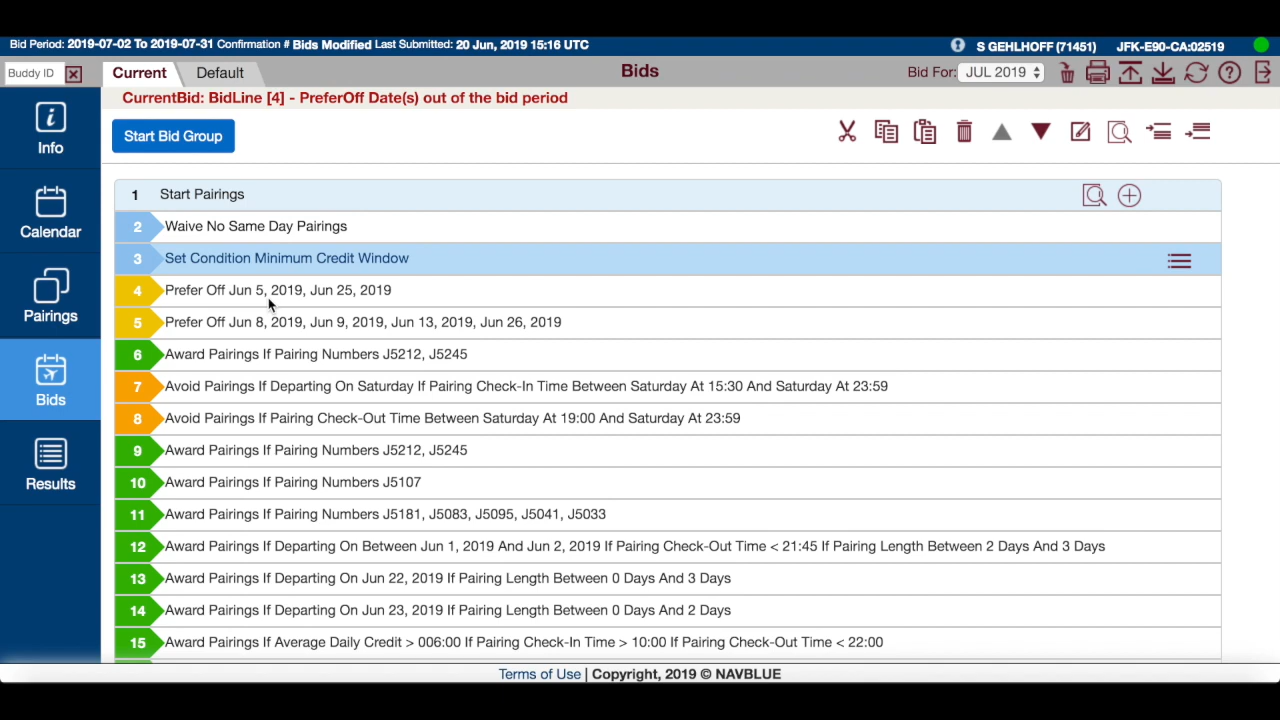 Bid Period: 2019-07-02 To 2019-07-31 Confirmation # Bids Modified Last Submitted: 20 Jun, 2019 15:16 UTC
S GEHLHOFF (71451) JFK-E90-CA:02519
Buddy ID
Current
Default
Bids
Bid For: JUL 2019
CurrentBid: BidLine [4] - PreferOff Date(s) out of the bid period
Start Bid Group
Info
Calendar
Pairings
Bids
Results
1 Start Pairings
2 Waive No Same Day Pairings
3 Set Condition Minimum Credit Window
4 Prefer Off Jun 5, 2019, Jun 25, 2019
5 Prefer Off Jun 8, 2019, Jun 9, 2019, Jun 13, 2019, Jun 26, 2019
6 Award Pairings If Pairing Numbers J5212, J5245
7 Avoid Pairings If Departing On Saturday If Pairing Check-In Time Between Saturday At 15:30 And Saturday At 23:59
8 Avoid Pairings If Pairing Check-Out Time Between Saturday At 19:00 And Saturday At 23:59
9 Award Pairings If Pairing Numbers J5212, J5245
10 Award Pairings If Pairing Numbers J5107
11 Award Pairings If Pairing Numbers J5181, J5083, J5095, J5041, J5033
12 Award Pairings If Departing On Between Jun 1, 2019 And Jun 2, 2019 If Pairing Check-Out Time < 21:45 If Pairing Length Between 2 Days And 3 Days
13 Award Pairings If Departing On Jun 22, 2019 If Pairing Length Between 0 Days And 3 Days
14 Award Pairings If Departing On Jun 23, 2019 If Pairing Length Between 0 Days And 2 Days
15 Award Pairings If Average Daily Credit > 006:00 If Pairing Check-In Time > 10:00 If Pairing Check-Out Time < 22:00
Terms of Use | Copyright, 2019 © NAVBLUE